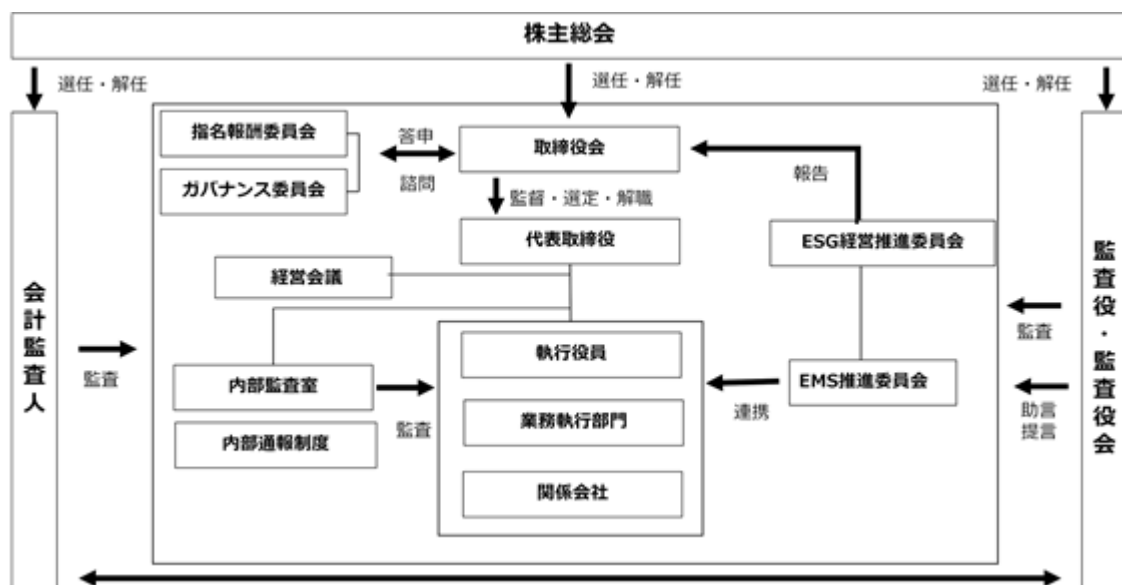 株主総会
選任・解任
選任・解任
選任・解任
指名報酬委員会
答申
取締役会
ガバナンス委員会
諮問
報告
監督・選定・解職
代表取締役
ESG経営推進委員会
経営会議
会計監査人
監査役・監査役会
執行役員
監査
監査
内部監査室
EMS推進委員会
連携
業務執行部門
助言
提言
監査
内部通報制度
関係会社